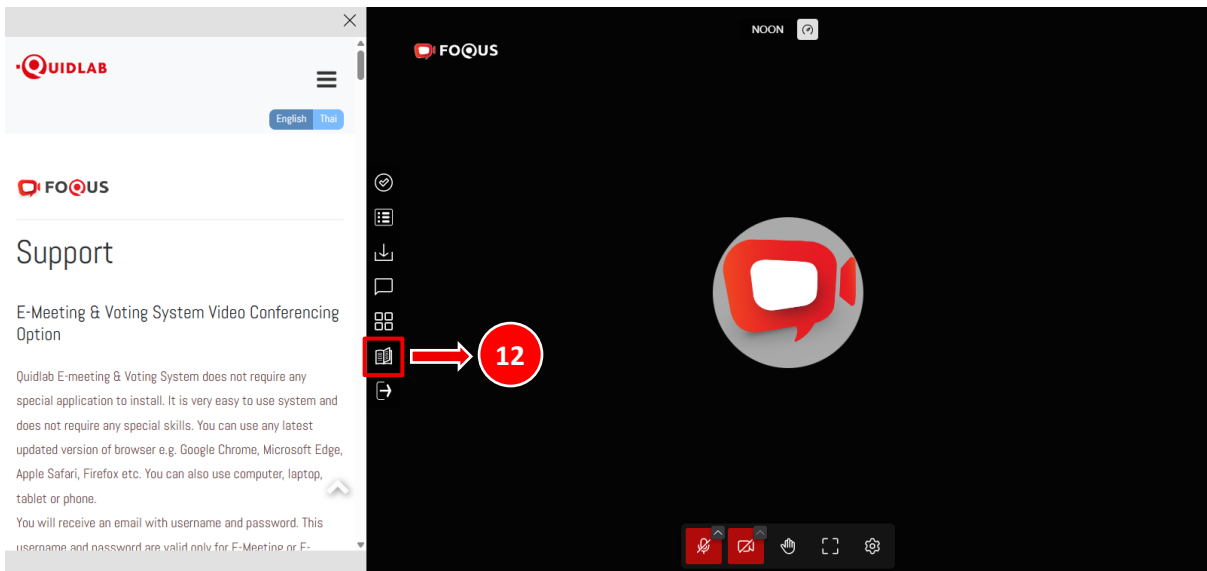 QUIDLAB
English Thai
FOQUS
Support
E-Meeting & Voting System Video Conferencing
Option
Quidlab E-meeting & Voting System does not require any
special application to install. It is very easy to use system and
does not require any special skills. You can use any latest
updated version of browser e.g. Google Chrome, Microsoft Edge,
Apple Safari, Firefox etc. You can also use computer, laptop,
tablet or phone.
You will receive an email with username and password. This
username and password are valid only for E-Meeting or E-
NOON
FOQUS
12